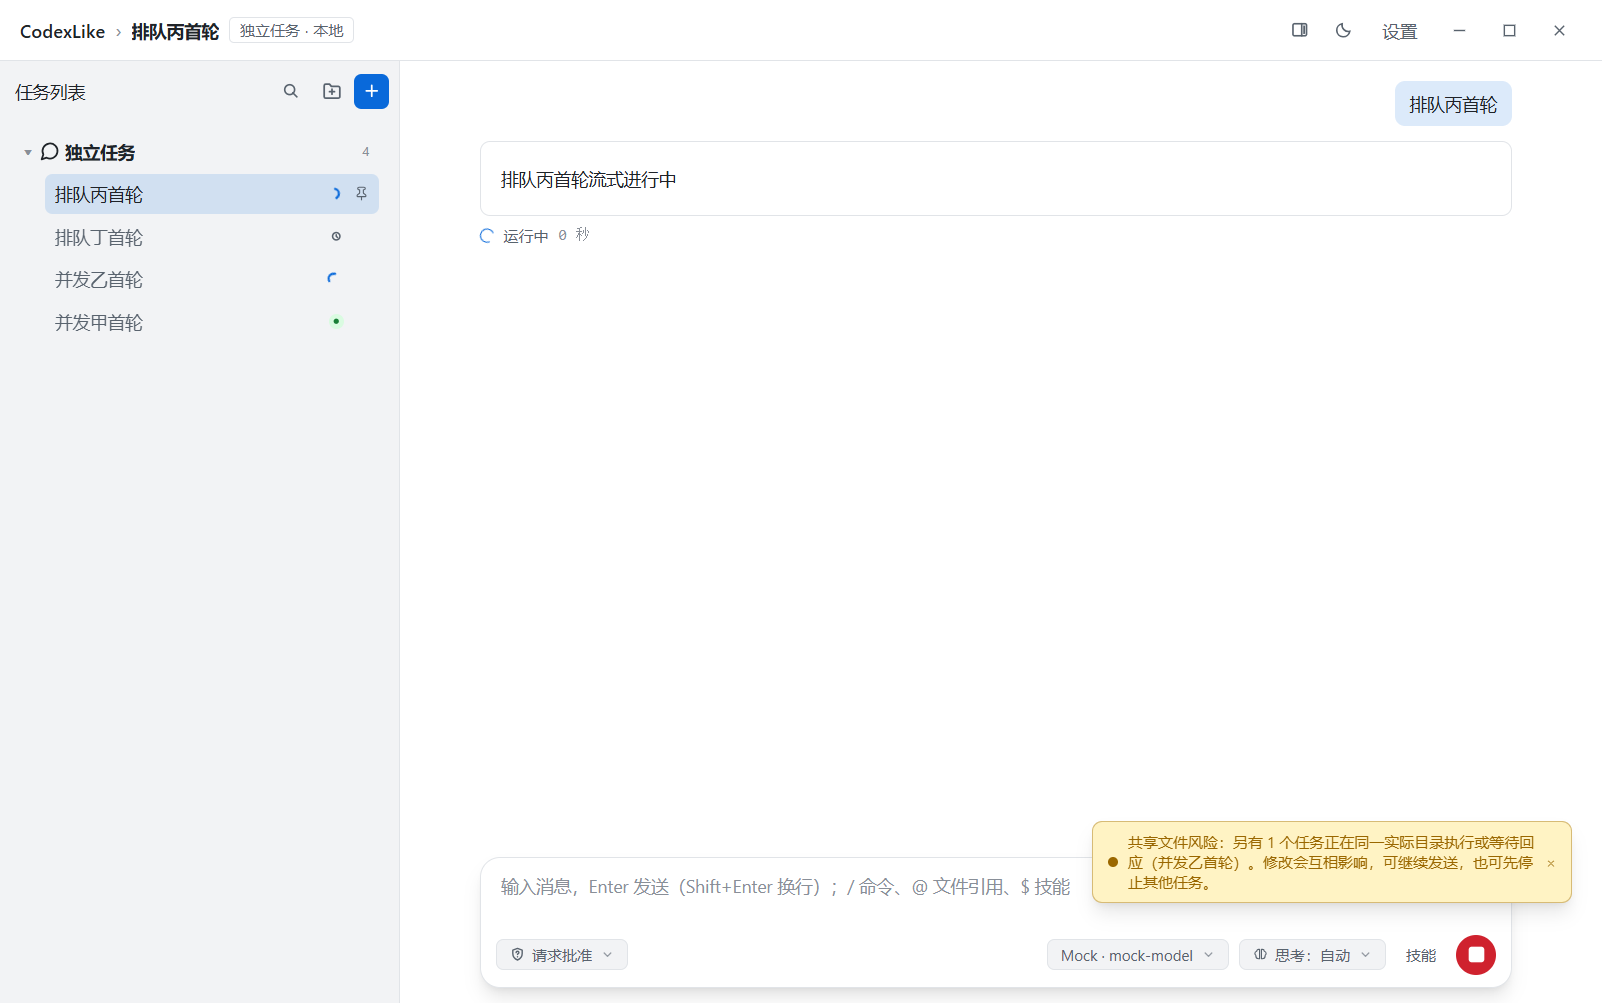 CodexLike › 排队丙首轮 独立任务 · 本地 设置
任务列表
独立任务 4
排队丙首轮
排队丁首轮
并发乙首轮
并发甲首轮
排队丙首轮
排队丙首轮流式进行中
运行中 0 秒
共享文件风险：另有 1 个任务正在同一实际目录执行或等待回
应（并发乙首轮）。修改会互相影响，可继续发送，也可先停
止其他任务。
输入消息，Enter 发送（Shift+Enter 换行）；/ 命令、@ 文件引用、$ 技能
请求批准 Mock · mock-model 思考：自动 技能